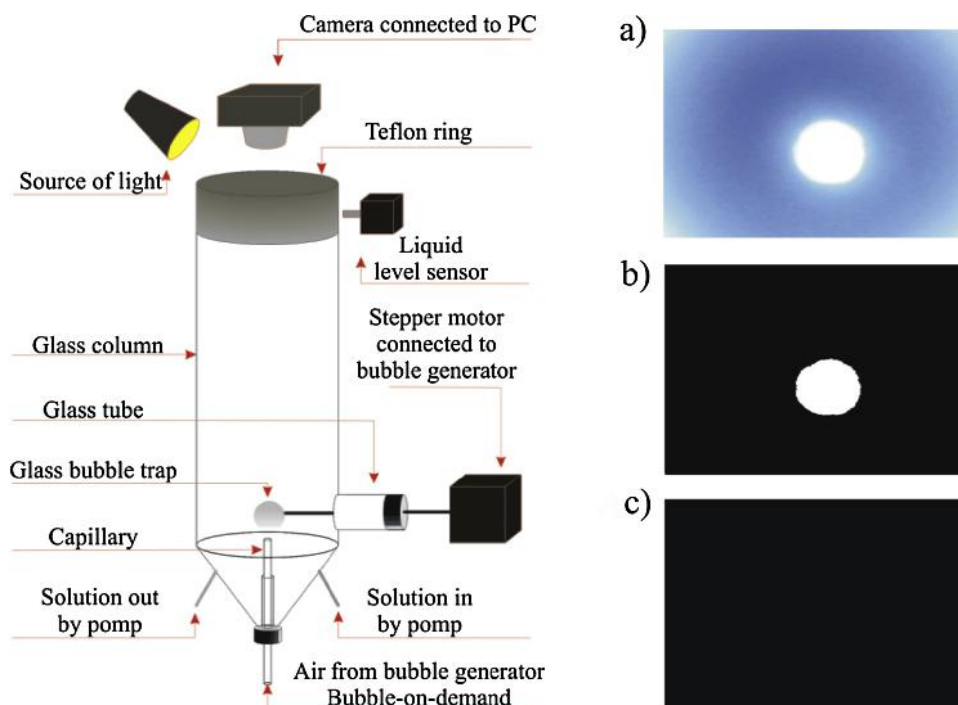 Camera connected to PC
Teflon ring
Source of light
Liquid
level sensor
Stepper motor
connected to
bubble generator
Glass column
Glass tube
Glass bubble trap
Capillary
Solution out
by pump
Solution in
by pump
Air from bubble generator
Bubble-on-demand
a)
b)
c)